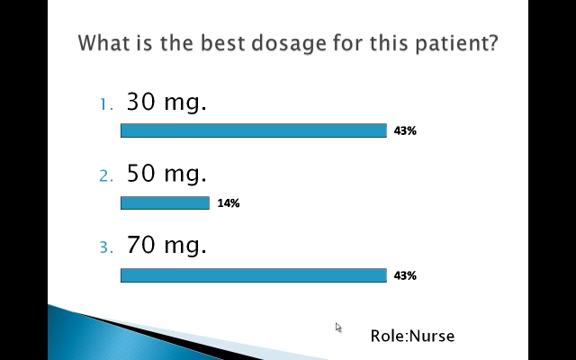 What is the best dosage for this patient?
1. 30 mg.
43%
2. 50 mg.
14%
3. 70 mg.
43%
Role:Nurse